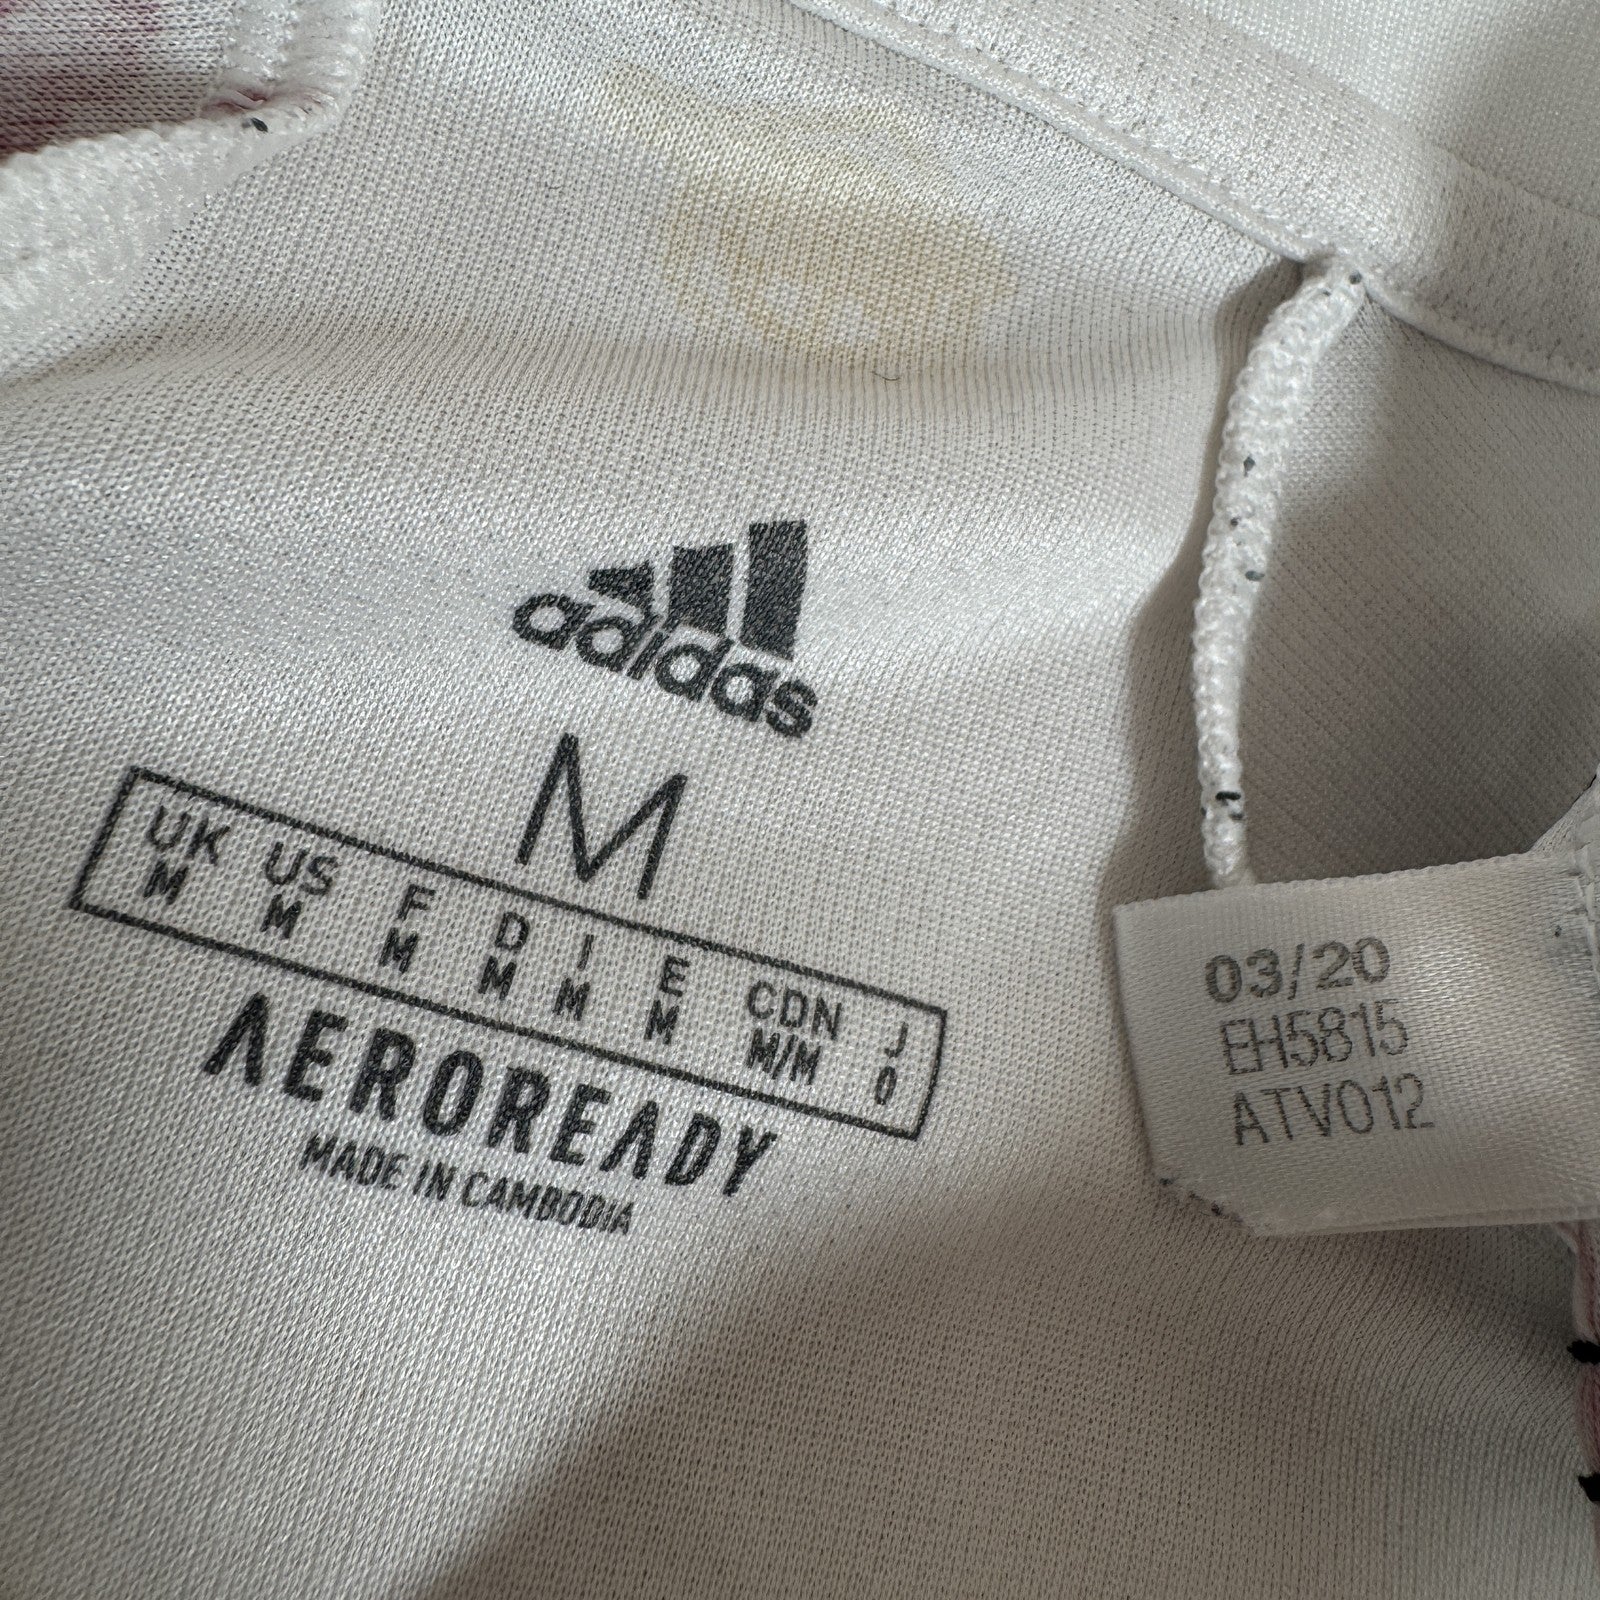 adidas
M
UK US F D I E CDN J
M M M M M M M/M O
AEROREADY
MADE IN CAMBODIA
03/20
EH5815
ATV012